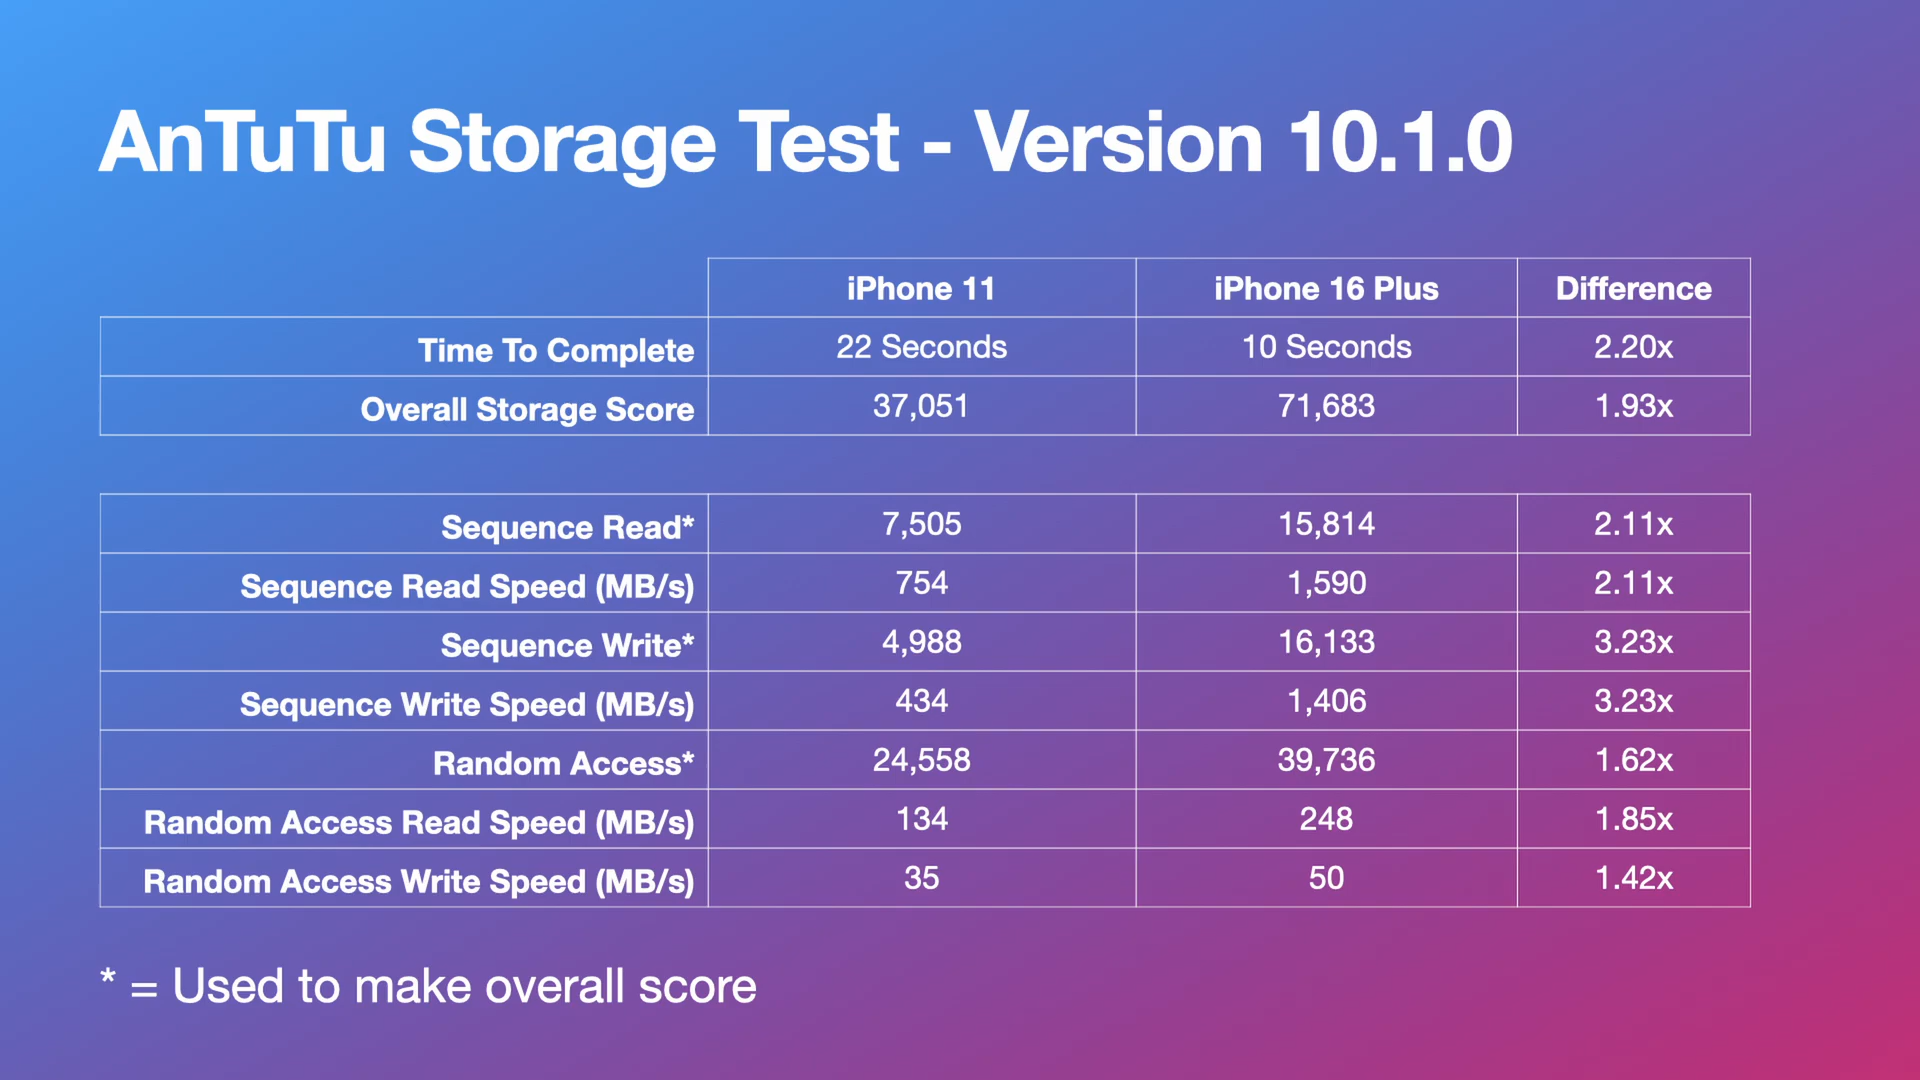 AnTuTu Storage Test - Version 10.1.0
iPhone 11 iPhone 16 Plus Difference
Time To Complete 22 Seconds 10 Seconds 2.20x
Overall Storage Score 37,051 71,683 1.93x
Sequence Read* 7,505 15,814 2.11x
Sequence Read Speed (MB/s) 754 1,590 2.11x
Sequence Write* 4,988 16,133 3.23x
Sequence Write Speed (MB/s) 434 1,406 3.23x
Random Access* 24,558 39,736 1.62x
Random Access Read Speed (MB/s) 134 248 1.85x
Random Access Write Speed (MB/s) 35 50 1.42x
* = Used to make overall score